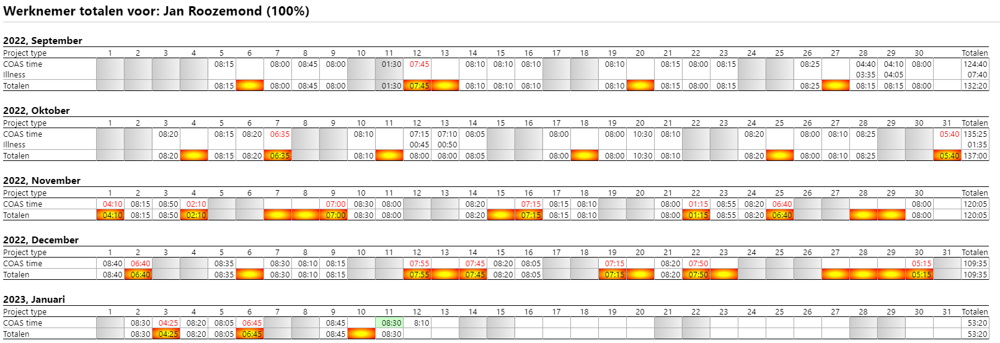 Werknemer totalen voor: Jan Roozemond (100%)
2022, September
Project type 1 2 3 4 5 6 7 8 9 10 11 12 13 14 15 16 17 18 19 20 21 22 23 24 25 26 27 28 29 30 Totalen
COAS time 08:15 08:00 08:45 08:00 01:30 07:45 08:10 08:10 08:10 08:10 08:15 08:00 08:15 08:25 04:40 04:10 08:00 124:40
Illness 03:35 04:05 07:40
Totalen 08:15 08:00 08:45 08:00 01:30 07:45 08:10 08:10 08:10 08:10 08:15 08:00 08:15 08:25 08:15 08:15 08:00 132:20
2022, Oktober
Project type 1 2 3 4 5 6 7 8 9 10 11 12 13 14 15 16 17 18 19 20 21 22 23 24 25 26 27 28 29 30 31 Totalen
COAS time 08:20 08:15 08:20 06:35 08:10 07:15 07:10 08:05 08:00 08:00 10:30 08:10 08:20 08:00 08:10 08:25 05:40 135:25
Illness 00:45 00:50 01:35
Totalen 08:20 08:15 08:20 06:35 08:10 08:00 08:00 08:05 08:00 08:00 10:30 08:10 08:20 08:00 08:10 08:25 05:40 137:00
2022, November
Project type 1 2 3 4 5 6 7 8 9 10 11 12 13 14 15 16 17 18 19 20 21 22 23 24 25 26 27 28 29 30 Totalen
COAS time 04:10 08:15 08:50 02:10 07:00 08:30 08:00 08:20 07:15 08:15 08:10 08:00 01:15 08:55 08:20 06:40 08:00 120:05
Totalen 04:10 08:15 08:50 02:10 07:00 08:30 08:00 08:20 07:15 08:15 08:10 08:00 01:15 08:55 08:20 06:40 08:00 120:05
2022, December
Project type 1 2 3 4 5 6 7 8 9 10 11 12 13 14 15 16 17 18 19 20 21 22 23 24 25 26 27 28 29 30 31 Totalen
COAS time 08:40 06:40 08:35 08:30 08:10 08:15 07:55 07:45 08:20 08:05 07:15 08:20 07:50 05:15 109:35
Totalen 08:40 06:40 08:35 08:30 08:10 08:15 07:55 07:45 08:20 08:05 07:15 08:20 07:50 05:15 109:35
2023, Januari
Project type 1 2 3 4 5 6 7 8 9 10 11 12 13 14 15 16 17 18 19 20 21 22 23 24 25 26 27 28 29 30 31 Totalen
COAS time 08:30 04:25 08:20 08:05 06:45 08:45 08:30 8:10 53:20
Totalen 08:30 04:25 08:20 08:05 06:45 08:45 08:30 53:20